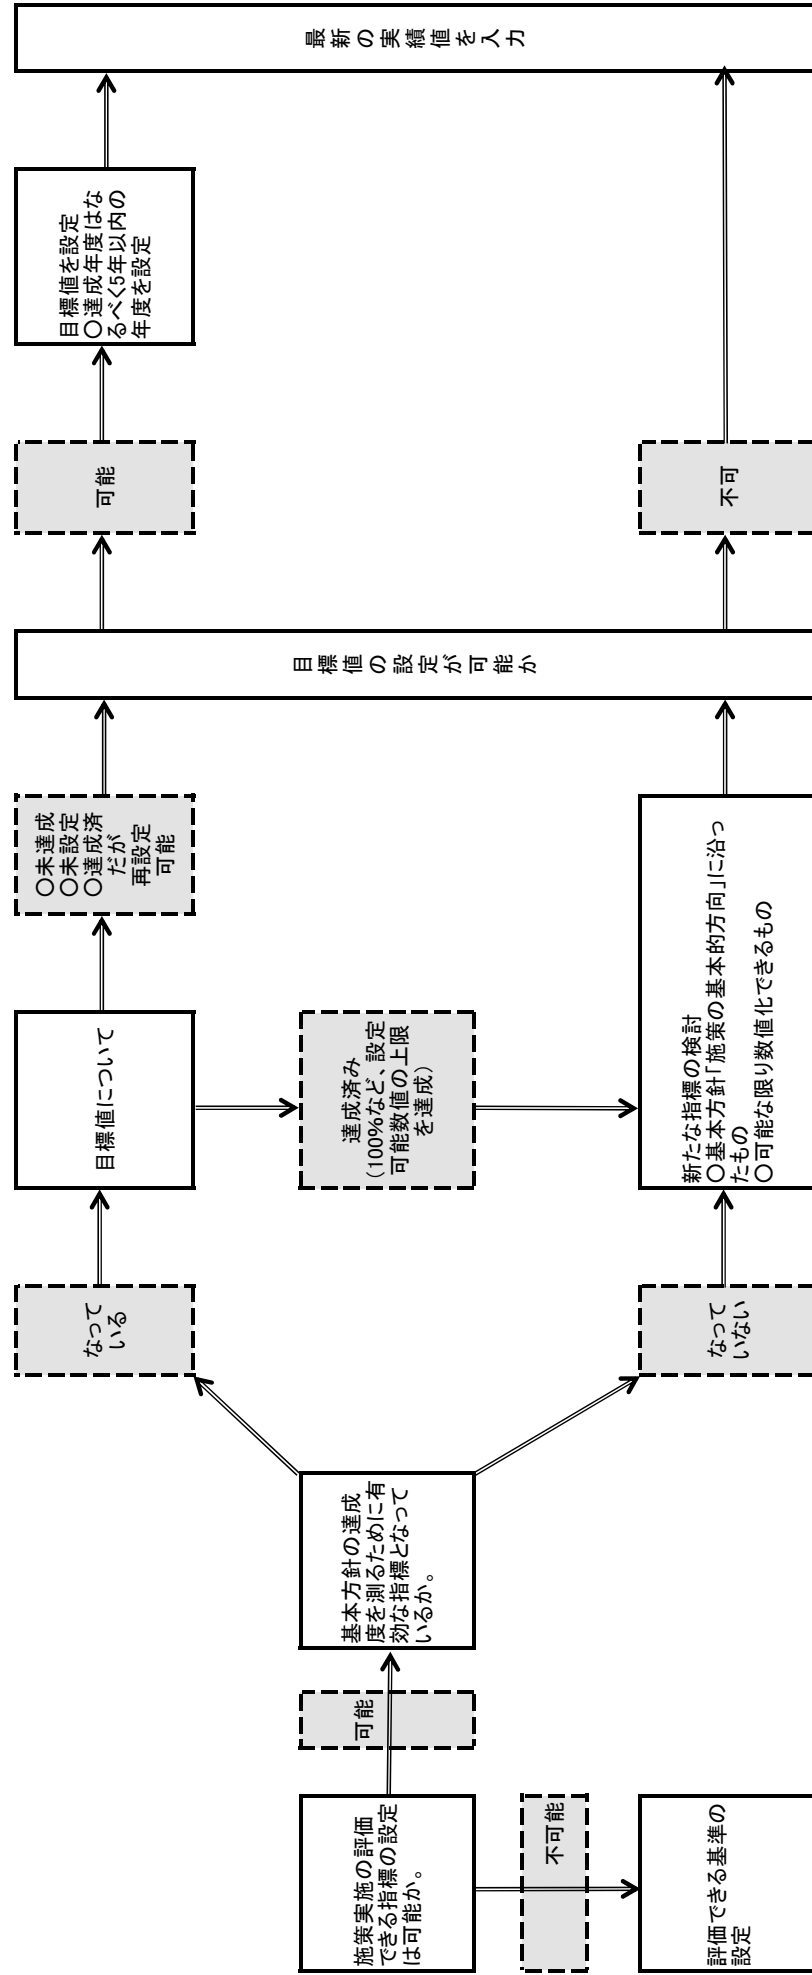 施策実施の評価
できる指標の設定
は可能か。
可能
不可能
評価できる基準の
設定
基本方針の達成
度を測るために有
効な指標となって
いるか。
なって
いる
なって
いない
目標値について
達成済み
(100%など、設定
可能数値の上限
を達成)
新たな指標の検討
○基本方針「施策の基本的方向」に沿っ
たもの
○可能な限り数値化できるもの
○未達成
○未設定
○達成済
だが
再設定
可能
目標値の設定が可能か
可能
不可
目標値を設定
○達成年度はな
るべく5年以内の
年度を設定
最新の実績値を入力